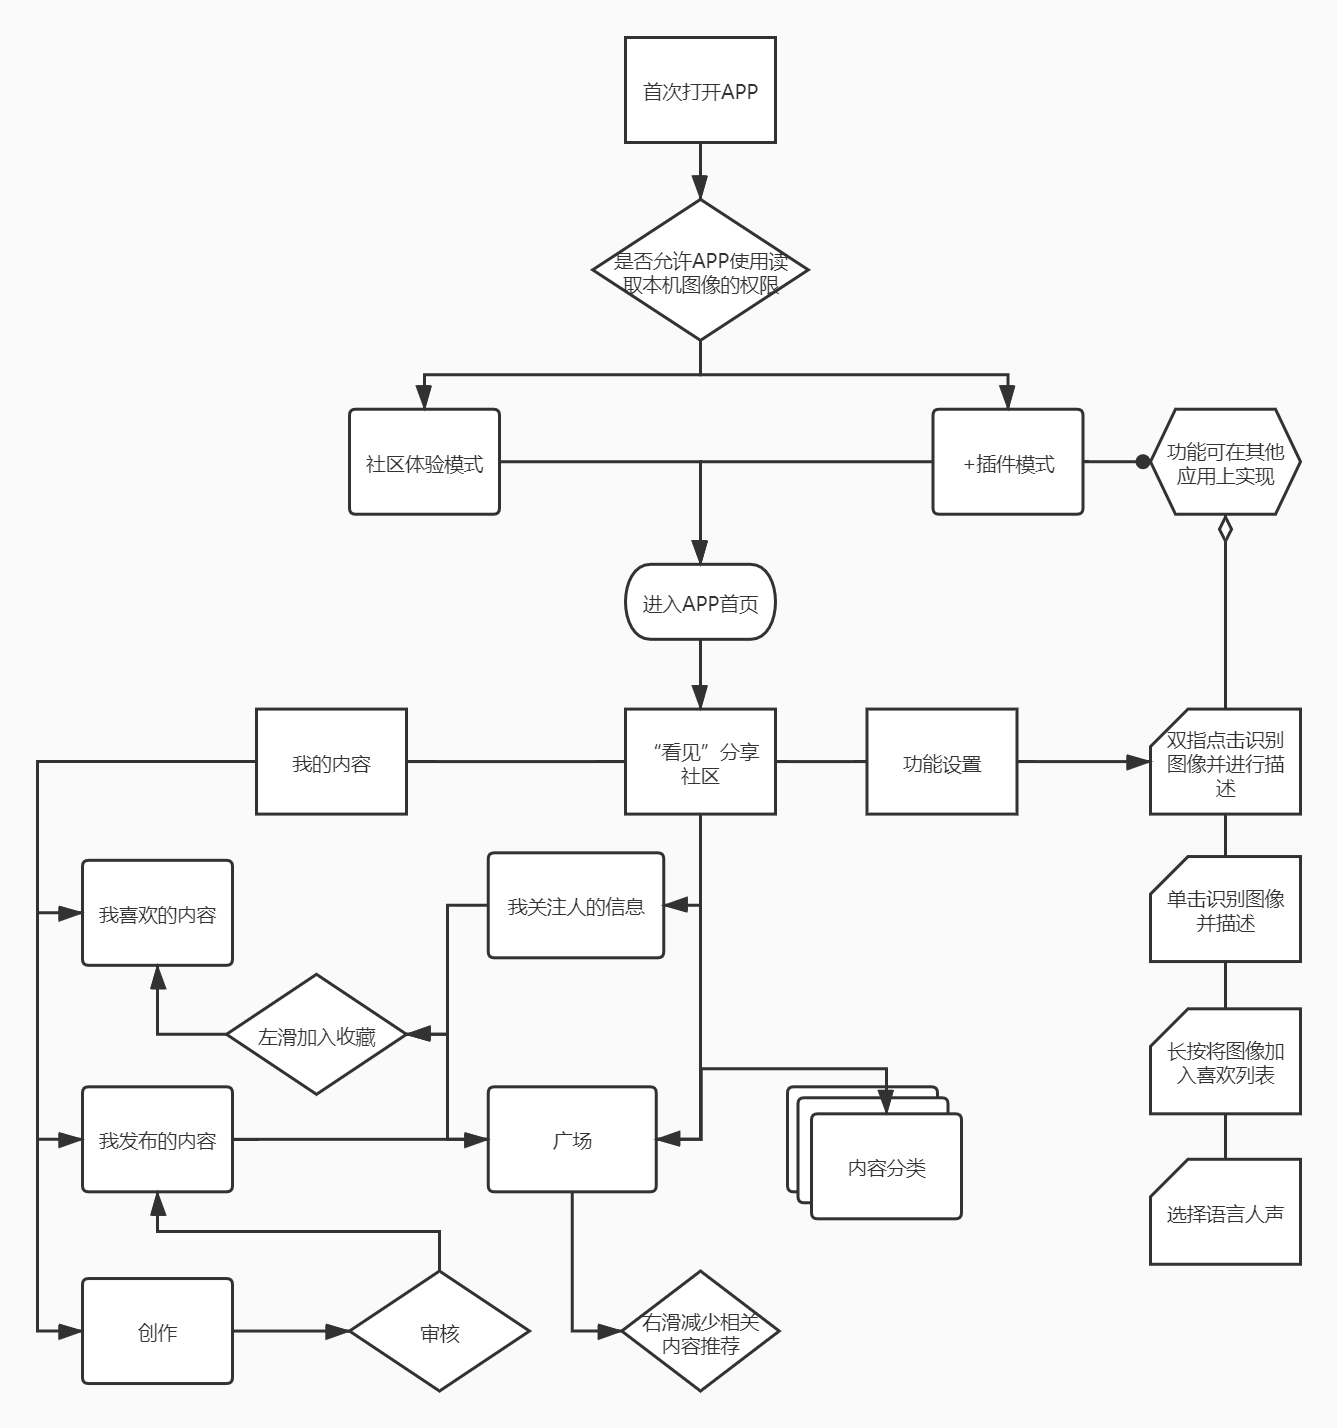 首次打开APP
是否允许APP使用读
取本机图像的权限
社区体验模式
+插件模式
功能可在其他
应用上实现
进入APP首页
我的内容
“看见”分享
社区
功能设置
双指点击识别
图像并进行描
述
我喜欢的内容
我关注人的信息
单击识别图像
并描述
左滑加入收藏
长按将图像加
入喜欢列表
我发布的内容
广场
内容分类
选择语言人声
创作
审核
右滑减少相关
内容推荐